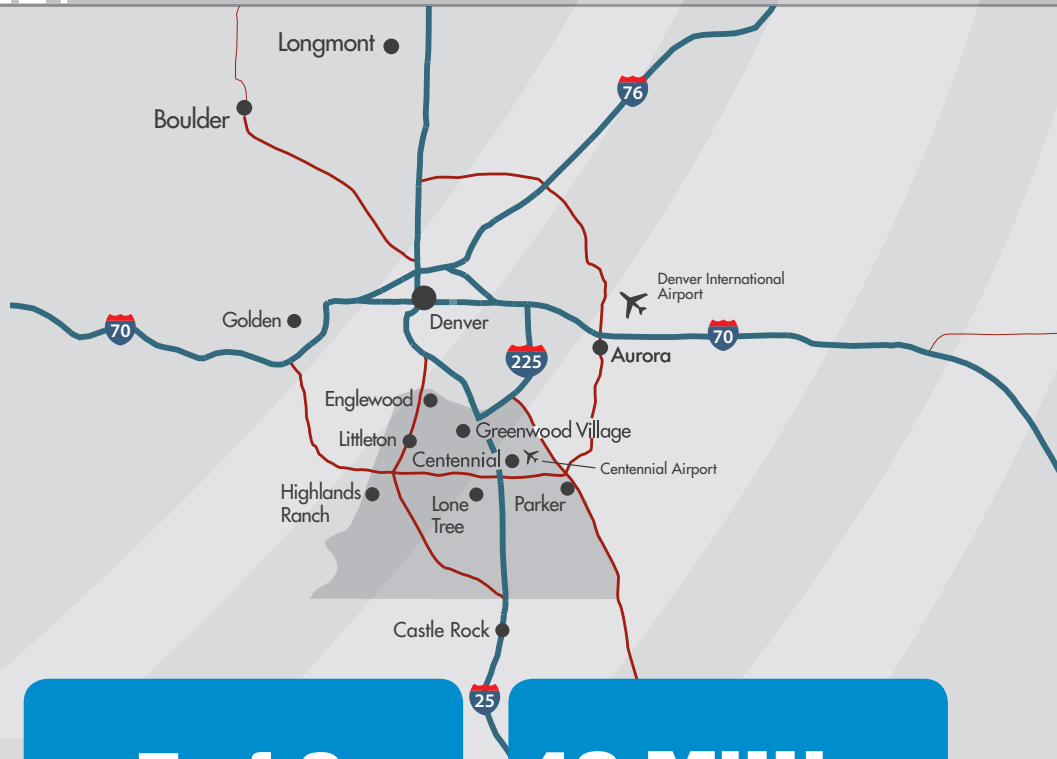 Longmont
76
Boulder
Denver International
Airport
Golden
Denver
70
70
Aurora
225
Englewood
Greenwood Village
Littleton
Centennial
Centennial Airport
Highlands
Ranch
Lone
Tree
Parker
Castle Rock
25